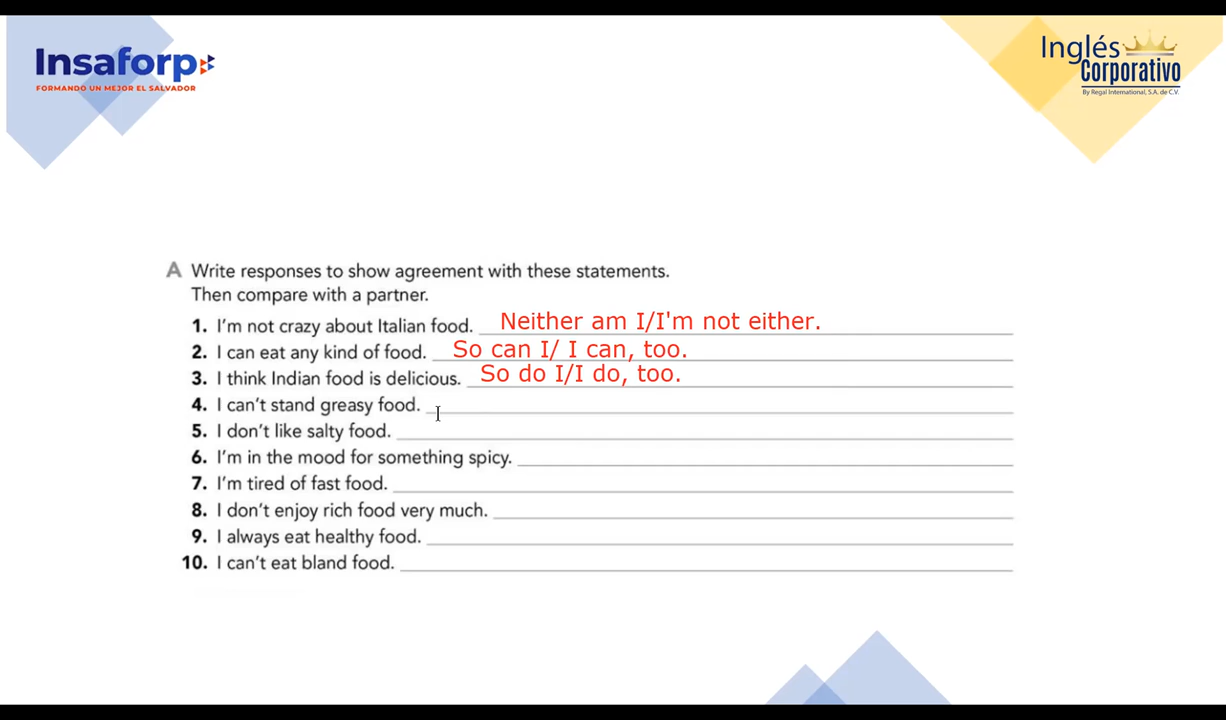 Insaforp
FORMANDO UN MEJOR EL SALVADOR
Inglés
Corporativo
By Regal International, S.A. de C.V.
A Write responses to show agreement with these statements.
Then compare with a partner.
1. I'm not crazy about Italian food. Neither am I/I'm not either.
2. I can eat any kind of food. So can I/ I can, too.
3. I think Indian food is delicious. So do I/I do, too.
4. I can't stand greasy food.
5. I don't like salty food.
6. I'm in the mood for something spicy.
7. I'm tired of fast food.
8. I don't enjoy rich food very much.
9. I always eat healthy food.
10. I can't eat bland food.